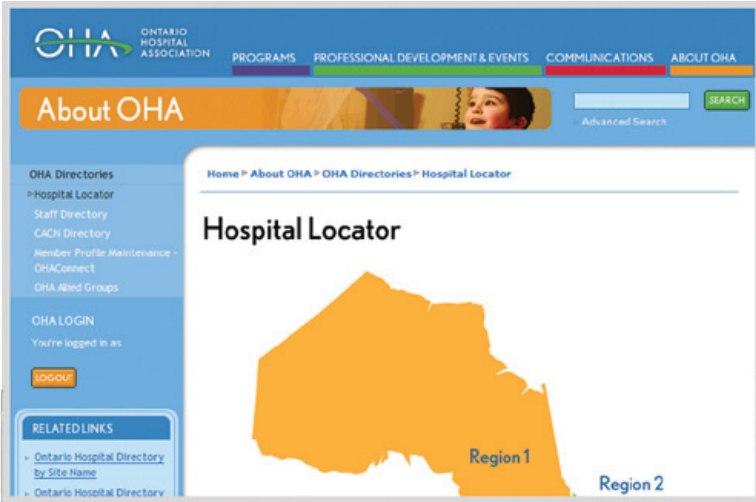 OHA
ONTARIO
HOSPITAL
ASSOCIATION
PROGRAMS PROFESSIONAL DEVELOPMENT & EVENTS COMMUNICATIONS ABOUT OHA
About OHA
SEARCH
Advanced Search
OHA Directories
Hospital Locator
Staff Directory
CACN Directory
Member Profile Maintenance -
OHAConnect
OHA Allied Groups
OHA LOGIN
You're logged in as
LOGOUT
RELATED LINKS
Ontario Hospital Directory
by Site Name
Ontario Hospital Directory
Home About OHA OHA Directories Hospital Locator
Hospital Locator
Region 1
Region 2